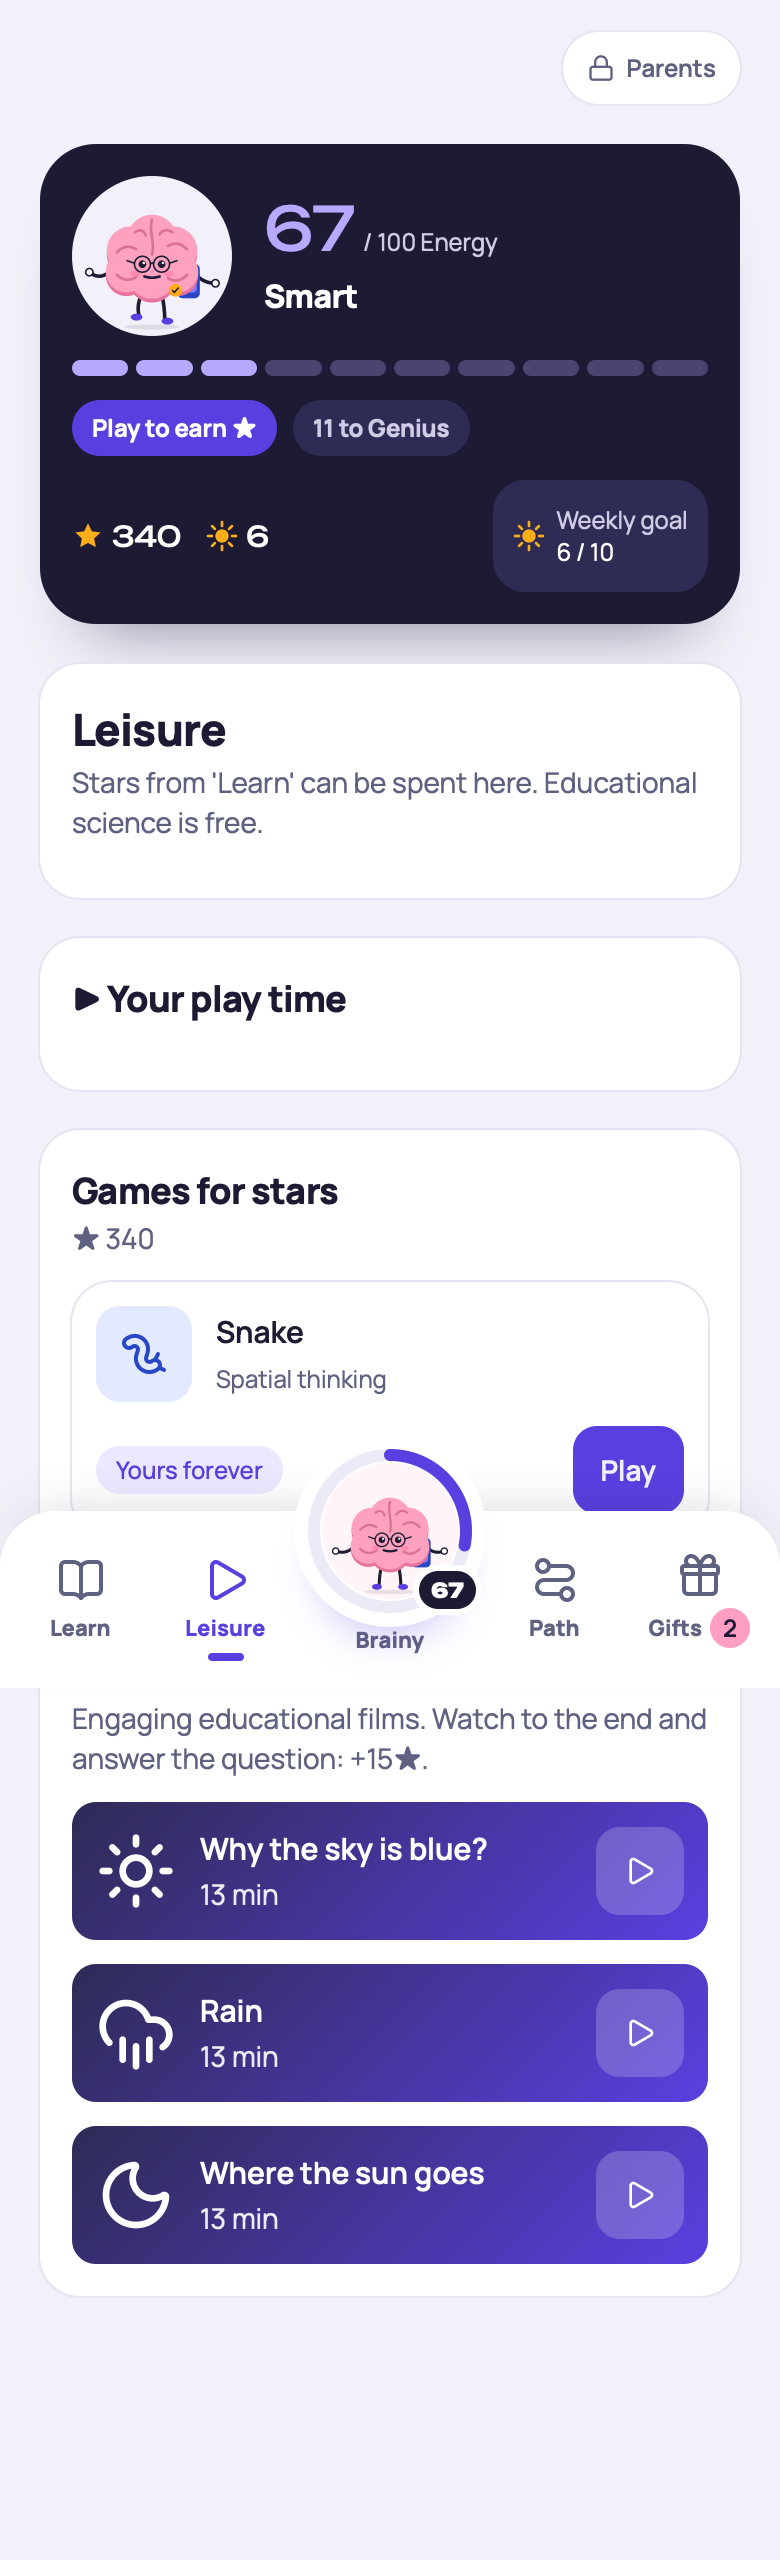 Parents
67 / 100 Energy
Smart
Play to earn ★
11 to Genius
340
6
Weekly goal
6 / 10
Leisure
Stars from 'Learn' can be spent here. Educational
science is free.
Your play time
Games for stars
★ 340
Snake
Spatial thinking
Yours forever
Play
Learn
Leisure
67
Brainy
Path
Gifts
2
Engaging educational films. Watch to the end and
answer the question: +15★.
Why the sky is blue?
13 min
Rain
13 min
Where the sun goes
13 min